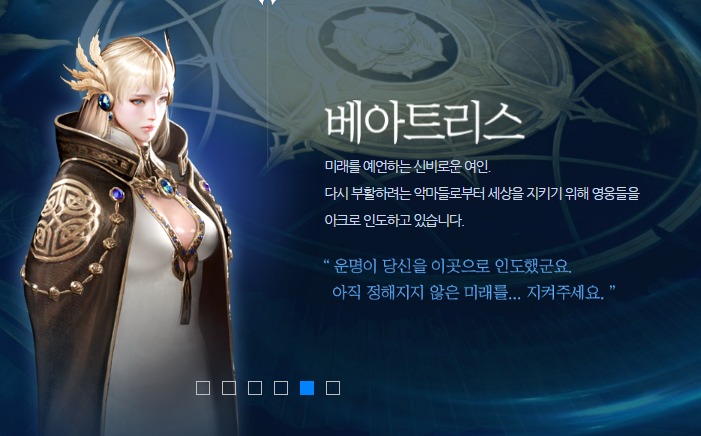 베아트리스
미래를 예언하는 신비로운 여인.
다시 부활하려는 악마들로부터 세상을 지키기 위해 영웅들을
아크로 인도하고 있습니다.
“ 운명이 당신을 이곳으로 인도했군요.
아직 정해지지 않은 미래를... 지켜주세요. ”